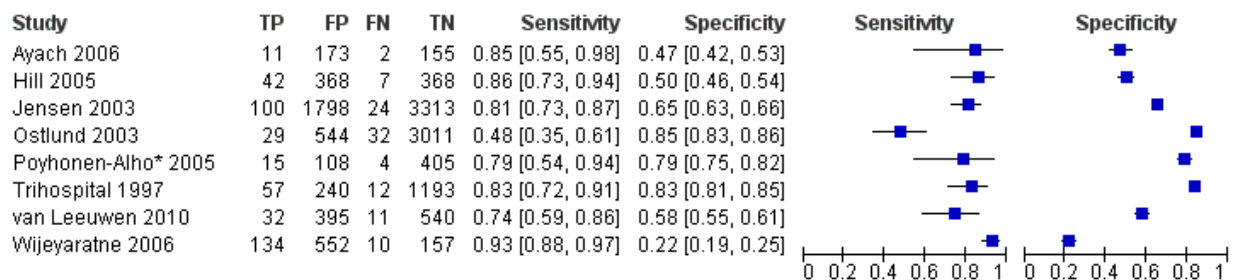 Study TP FP FN TN Sensitivity Specificity Sensitivity Specificity
Ayach 2006 11 173 2 155 0.85 [0.55, 0.98] 0.47 [0.42, 0.53]
Hill 2005 42 368 7 368 0.86 [0.73, 0.94] 0.50 [0.46, 0.54]
Jensen 2003 100 1798 24 3313 0.81 [0.73, 0.87] 0.65 [0.63, 0.66]
Ostlund 2003 29 544 32 3011 0.48 [0.35, 0.61] 0.85 [0.83, 0.86]
Poyhonen-Alho* 2005 15 108 4 405 0.79 [0.54, 0.94] 0.79 [0.75, 0.82]
Trihospital 1997 57 240 12 1193 0.83 [0.72, 0.91] 0.83 [0.81, 0.85]
van Leeuwen 2010 32 395 11 540 0.74 [0.59, 0.86] 0.58 [0.55, 0.61]
Wijeyaratne 2006 134 552 10 157 0.93 [0.88, 0.97] 0.22 [0.19, 0.25]
0 0.2 0.4 0.6 0.8 1 0 0.2 0.4 0.6 0.8 1